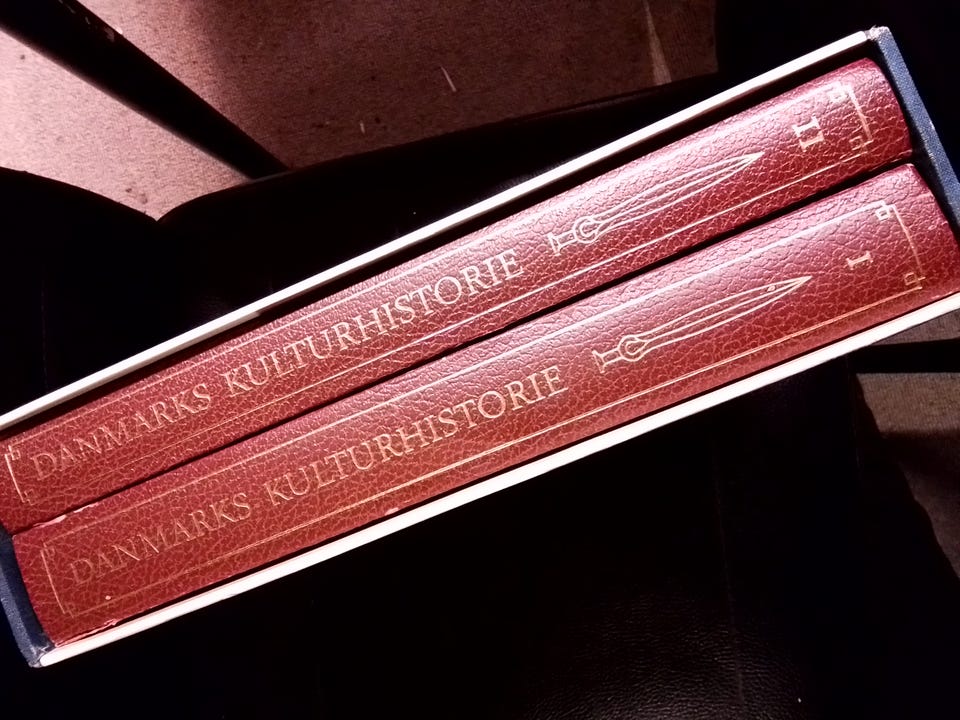 DANMARKS KULTURHISTORIE II
DANMARKS KULTURHISTORIE I